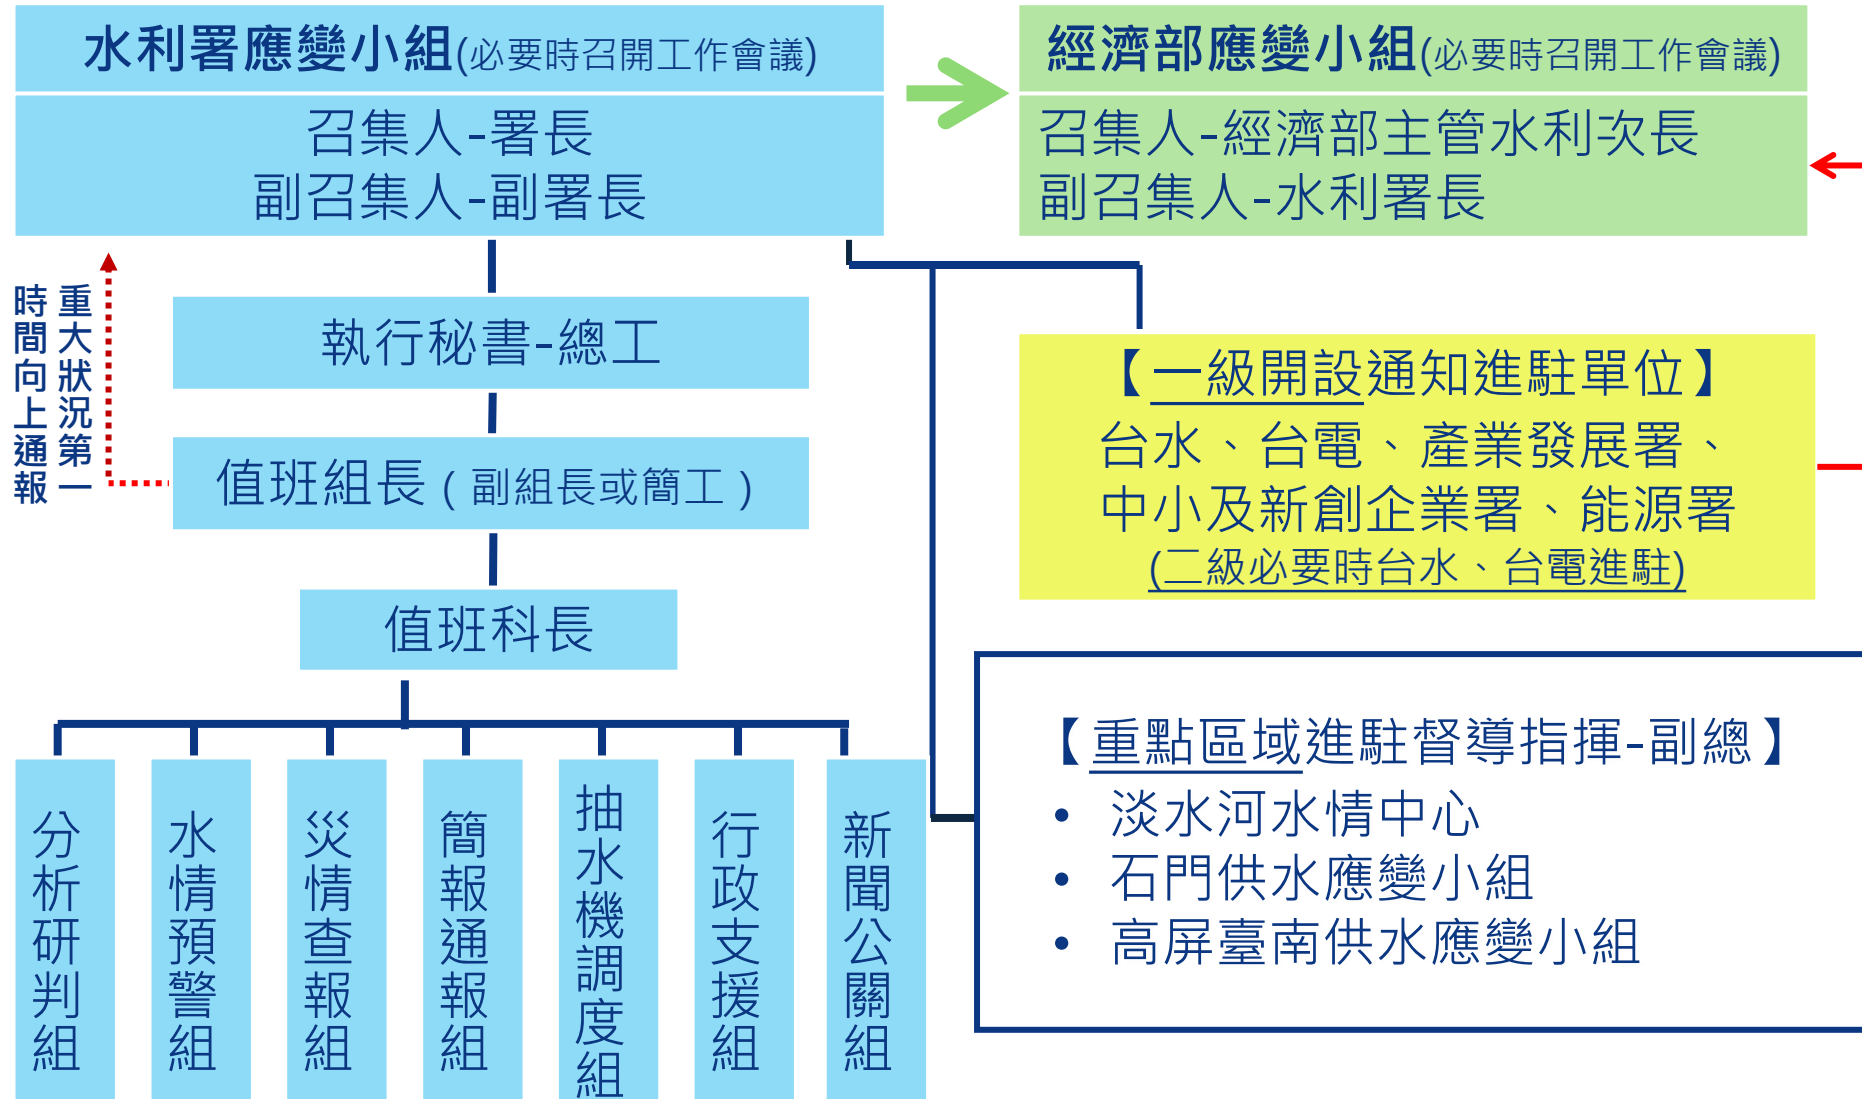 水利署應變小組(必要時召開工作會議)
召集人-署長
副召集人-副署長
經濟部應變小組(必要時召開工作會議)
召集人-經濟部主管水利次長
副召集人-水利署長
重大狀況第一
時間向上通報
執行秘書-總工
值班組長(副組長或簡工)
值班科長
分析研判組
水情預警組
災情查報組
簡報通報組
抽水機調度組
行政支援組
新聞公關組
【一級開設通知進駐單位】
台水、台電、產業發展署、
中小及新創企業署、能源署
(二級必要時台水、台電進駐)
【重點區域進駐督導指揮-副總】
• 淡水河水情中心
• 石門供水應變小組
• 高屏臺南供水應變小組